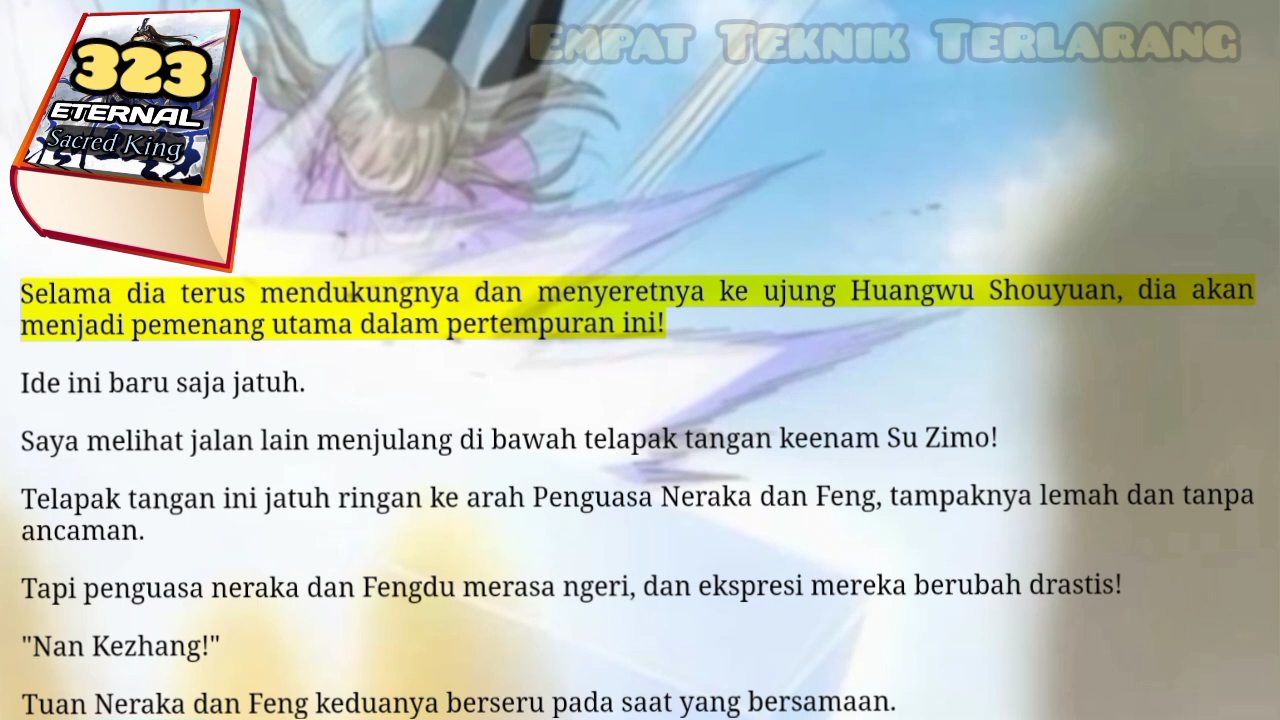 Empat Teknik Terlarang
323
ETERNAL
Sacred King
Selama dia terus mendukungnya dan menyeretnya ke ujung Huangwu Shouyuan, dia akan
menjadi pemenang utama dalam pertempuran ini!
Ide ini baru saja jatuh.
Saya melihat jalan lain menjulang di bawah telapak tangan keenam Su Zimo!
Telapak tangan ini jatuh ringan ke arah Penguasa Neraka dan Feng, tampaknya lemah dan tanpa
ancaman.
Tapi penguasa neraka dan Fengdu merasa ngeri, dan ekspresi mereka berubah drastis!
"Nan Kezhang!"
Tuan Neraka dan Feng keduanya berseru pada saat yang bersamaan.